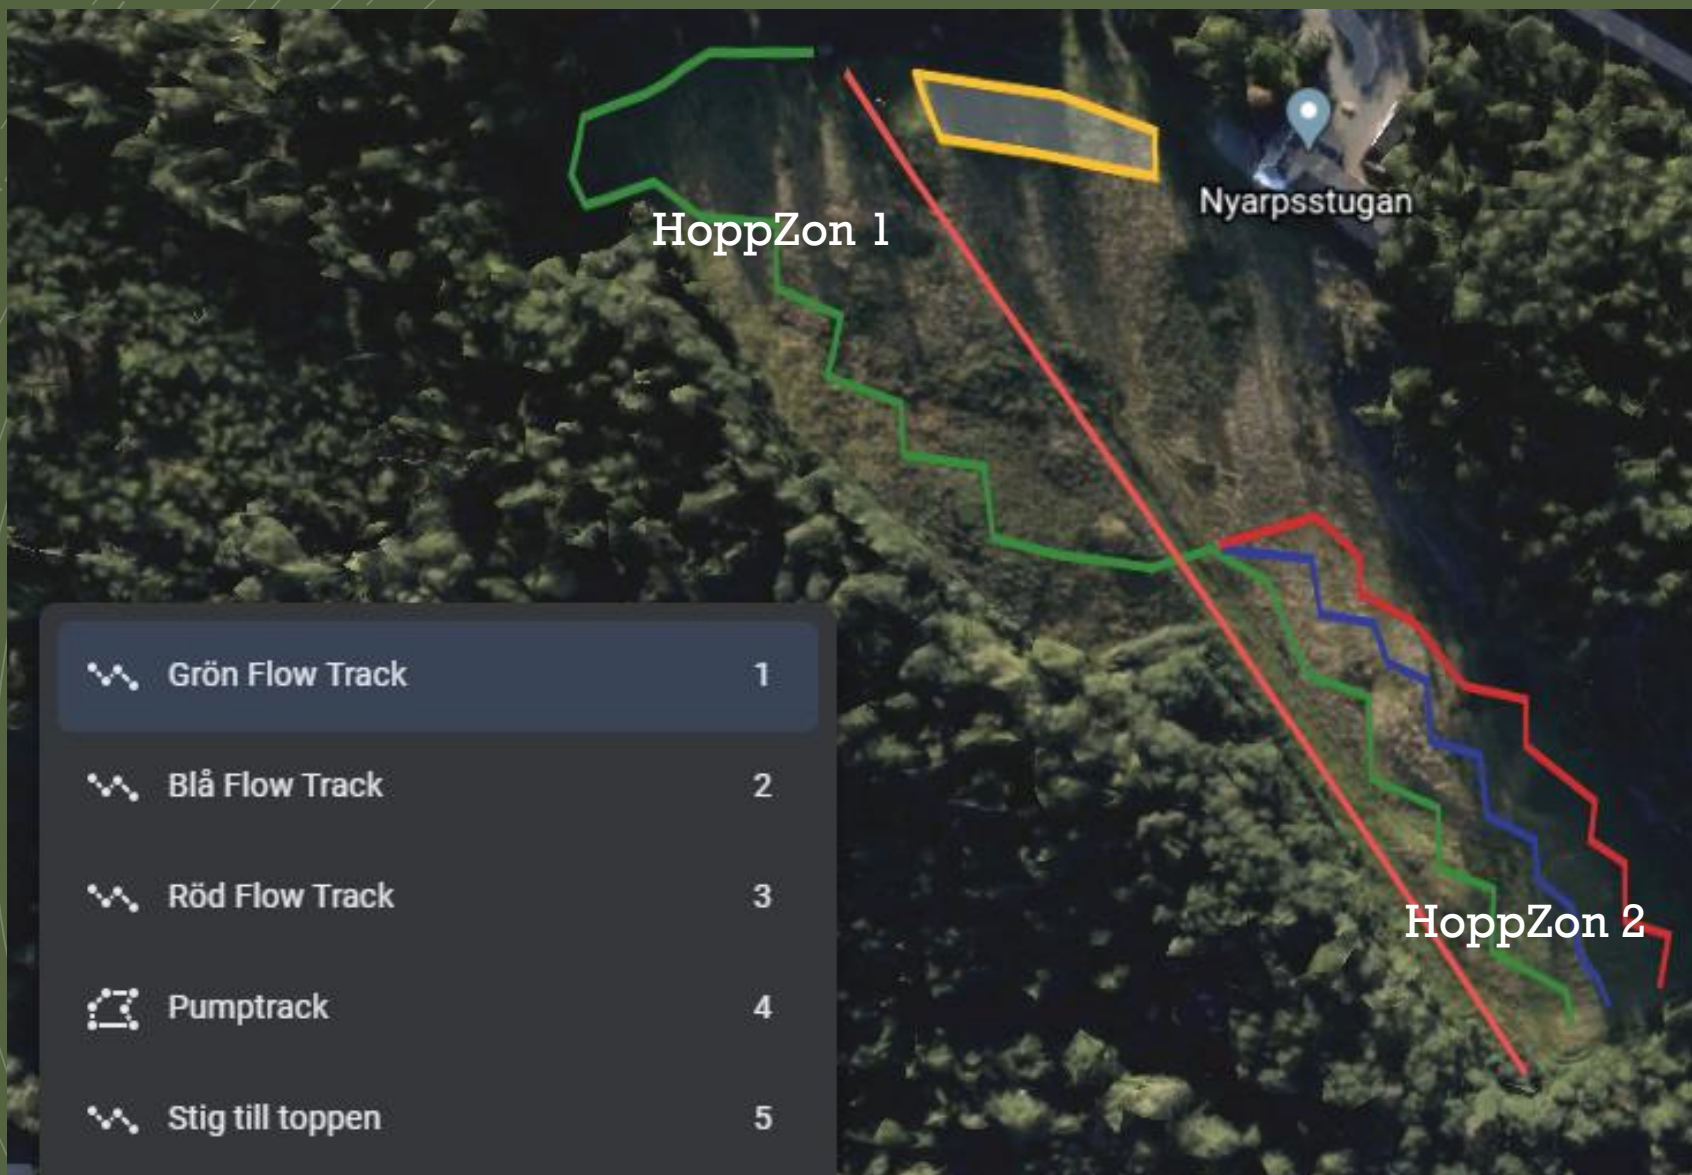 Nyarpsstugan
HoppZon 1
HoppZon 2
Grön Flow Track 1
Blå Flow Track 2
Röd Flow Track 3
Pumptrack 4
Stig till toppen 5